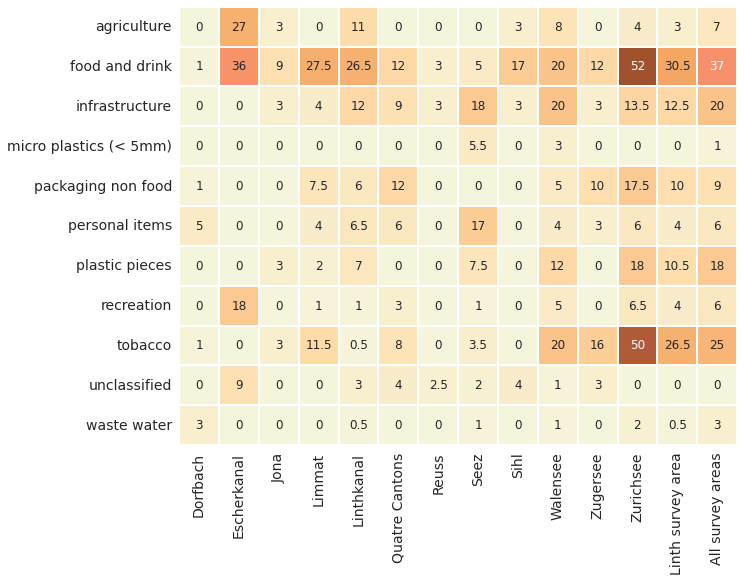 agriculture 0 27 3 0 11 0 0 0 3 8 0 4 3 7
food and drink 1 36 9 27.5 26.5 12 3 5 17 20 12 52 30.5 37
infrastructure 0 0 3 4 12 9 3 18 3 20 3 13.5 12.5 20
micro plastics (< 5mm) 0 0 0 0 0 0 0 5.5 0 3 0 0 0 1
packaging non food 1 0 0 7.5 6 12 0 0 0 5 10 17.5 10 9
personal items 5 0 0 4 6.5 6 0 17 0 4 3 6 4 6
plastic pieces 0 0 3 2 7 0 0 7.5 0 12 0 18 10.5 18
recreation 0 18 0 1 1 3 0 1 0 5 0 6.5 4 6
tobacco 1 0 3 11.5 0.5 8 0 3.5 0 20 16 50 26.5 25
unclassified 0 9 0 0 3 4 2.5 2 4 1 3 0 0 0
waste water 3 0 0 0 0.5 0 0 1 0 1 0 2 0.5 3
Dorfbach
Escherkanal
Jona
Limmat
Linthkanal
Quatre Cantons
Reuss
Seez
Sihl
Walensee
Zugersee
Zurichsee
Linth survey area
All survey areas